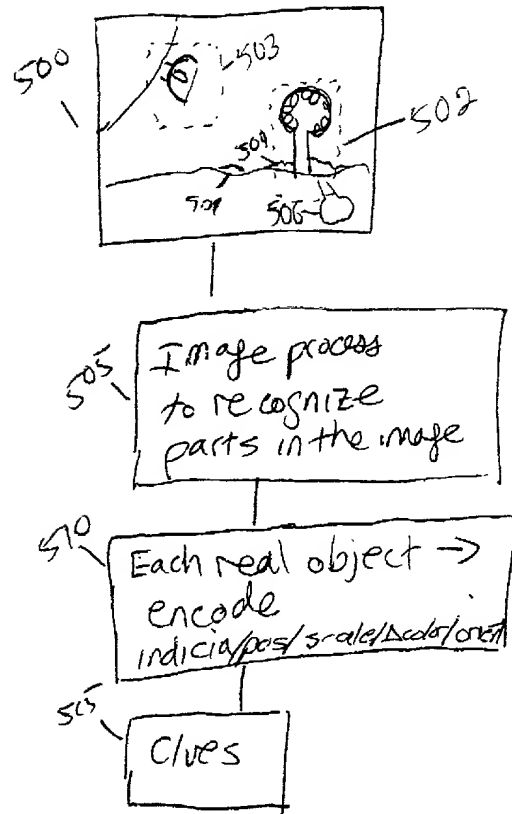 500
503
502
504
506
505
Image process
to recognize
parts in the image
510
Each real object →
encode
indicia/pos/scale/Δcolor/orient
515
Clues